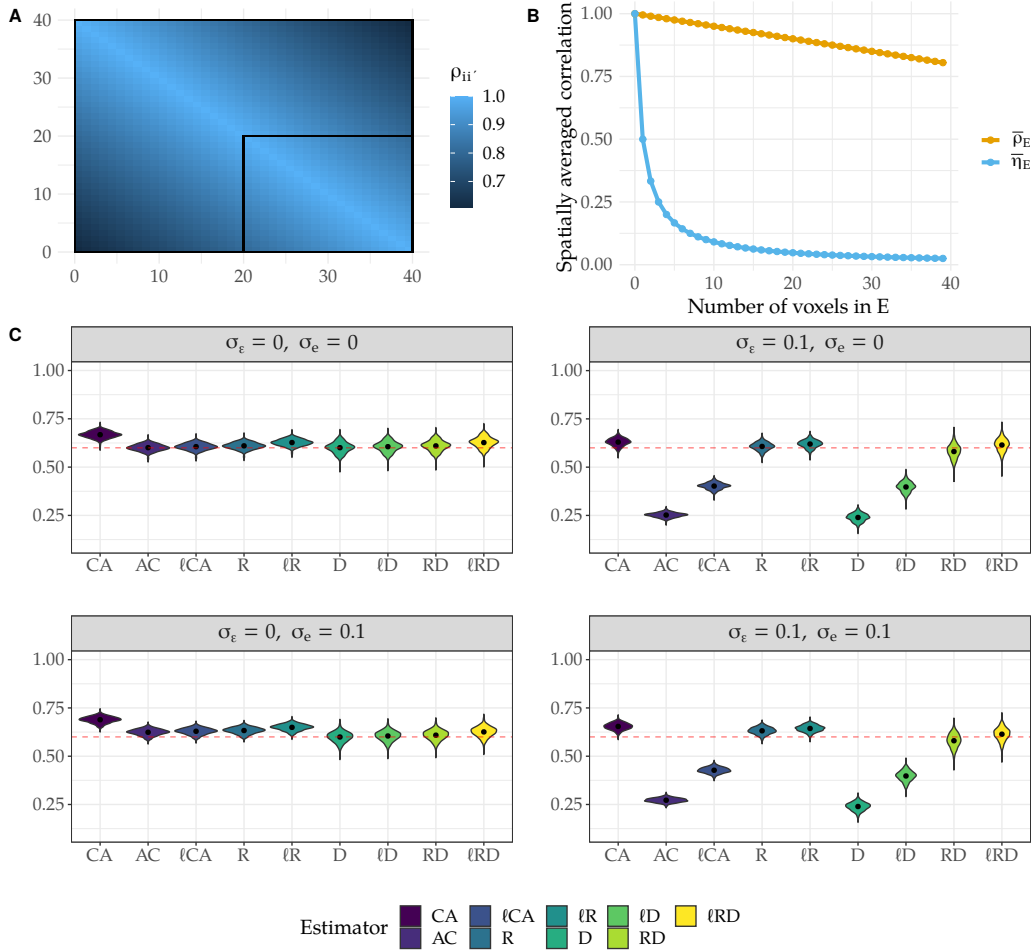 A
40
30
20
10
0
0 10 20 30 40
ρii′
1.0
0.9
0.8
0.7
B
Spatially averaged correlation
1.00
0.75
0.50
0.25
0.00
0 10 20 30 40
Number of voxels in E
ρ̅E
η̅E
C
σε = 0, σe = 0
1.00
0.75
0.50
0.25
CA AC ℓCA R ℓR D ℓD RD ℓRD
σε = 0.1, σe = 0
1.00
0.75
0.50
0.25
CA AC ℓCA R ℓR D ℓD RD ℓRD
σε = 0, σe = 0.1
1.00
0.75
0.50
0.25
CA AC ℓCA R ℓR D ℓD RD ℓRD
σε = 0.1, σe = 0.1
1.00
0.75
0.50
0.25
CA AC ℓCA R ℓR D ℓD RD ℓRD
Estimator
CA ℓCA ℓR ℓD ℓRD
AC R D RD